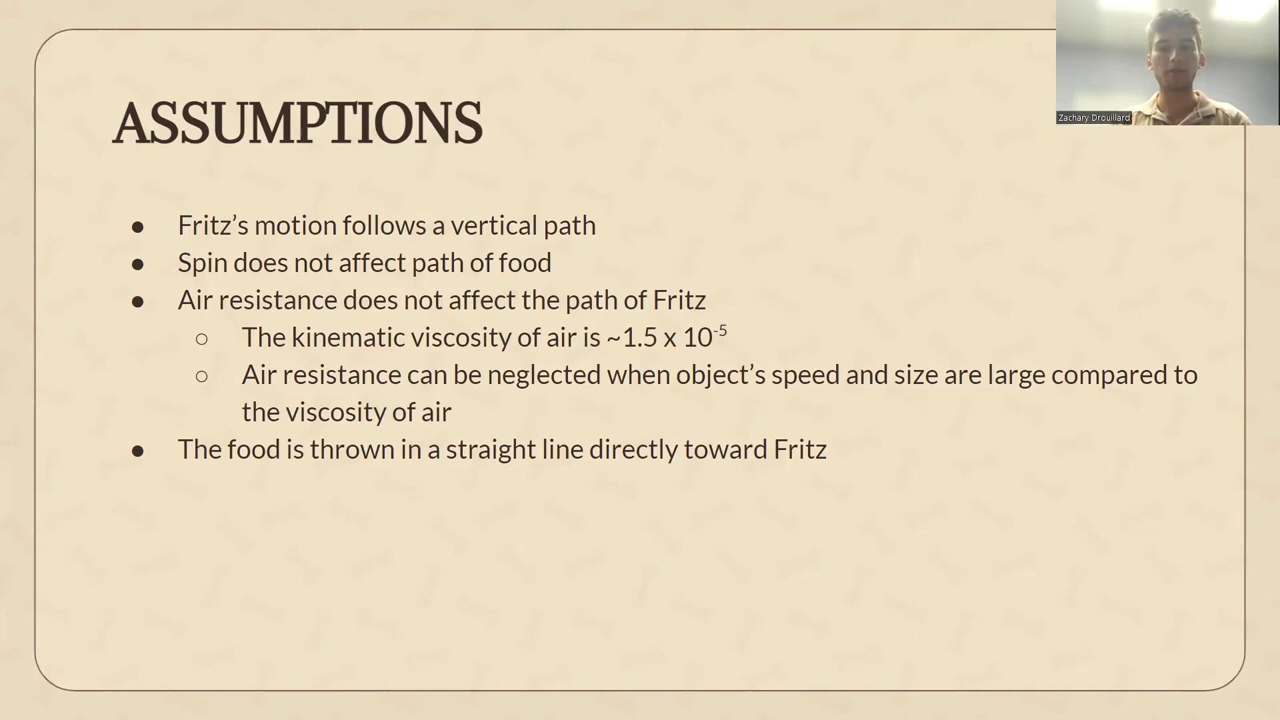 Zachary Drouillard
ASSUMPTIONS
● Fritz’s motion follows a vertical path
● Spin does not affect path of food
● Air resistance does not affect the path of Fritz
○ The kinematic viscosity of air is ~1.5 x 10⁻⁵
○ Air resistance can be neglected when object’s speed and size are large compared to
the viscosity of air
● The food is thrown in a straight line directly toward Fritz